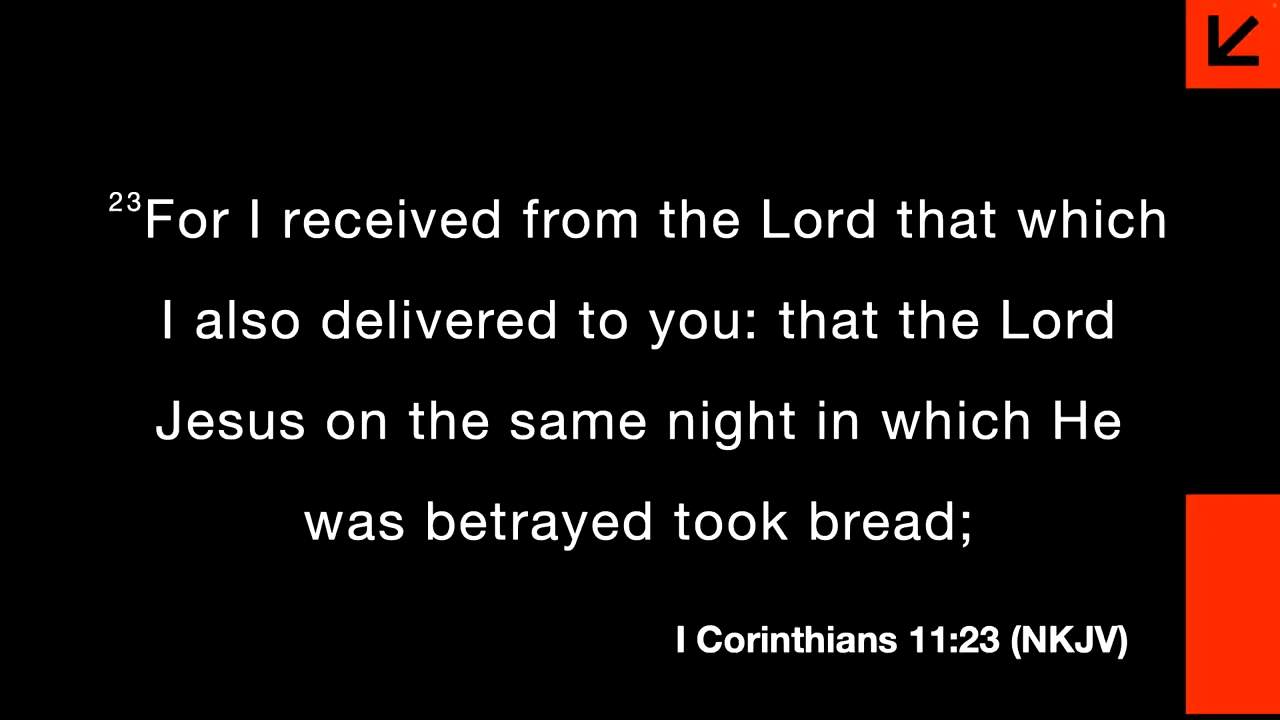 23For I received from the Lord that which
I also delivered to you: that the Lord
Jesus on the same night in which He
was betrayed took bread;
I Corinthians 11:23 (NKJV)